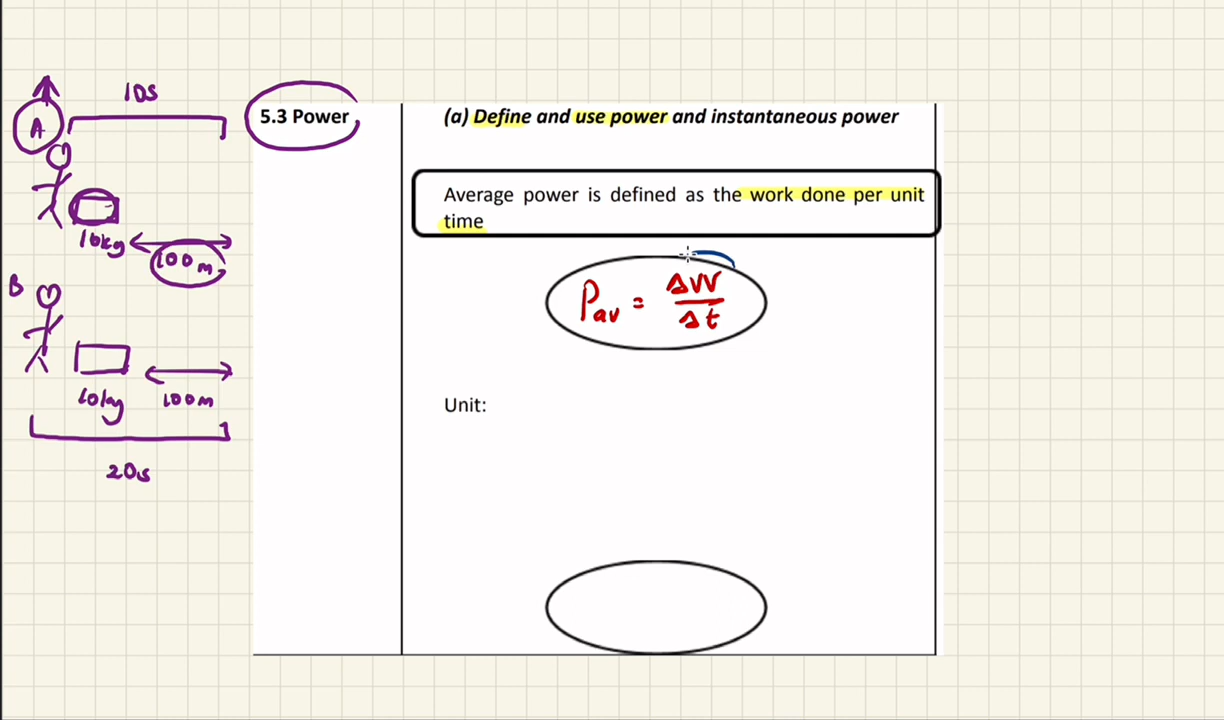 10s
A
10kg
100m
B
10kg
100m
20s
5.3 Power
(a) Define and use power and instantaneous power
Average power is defined as the work done per unit
time
Pav = ΔW
Δt
Unit: